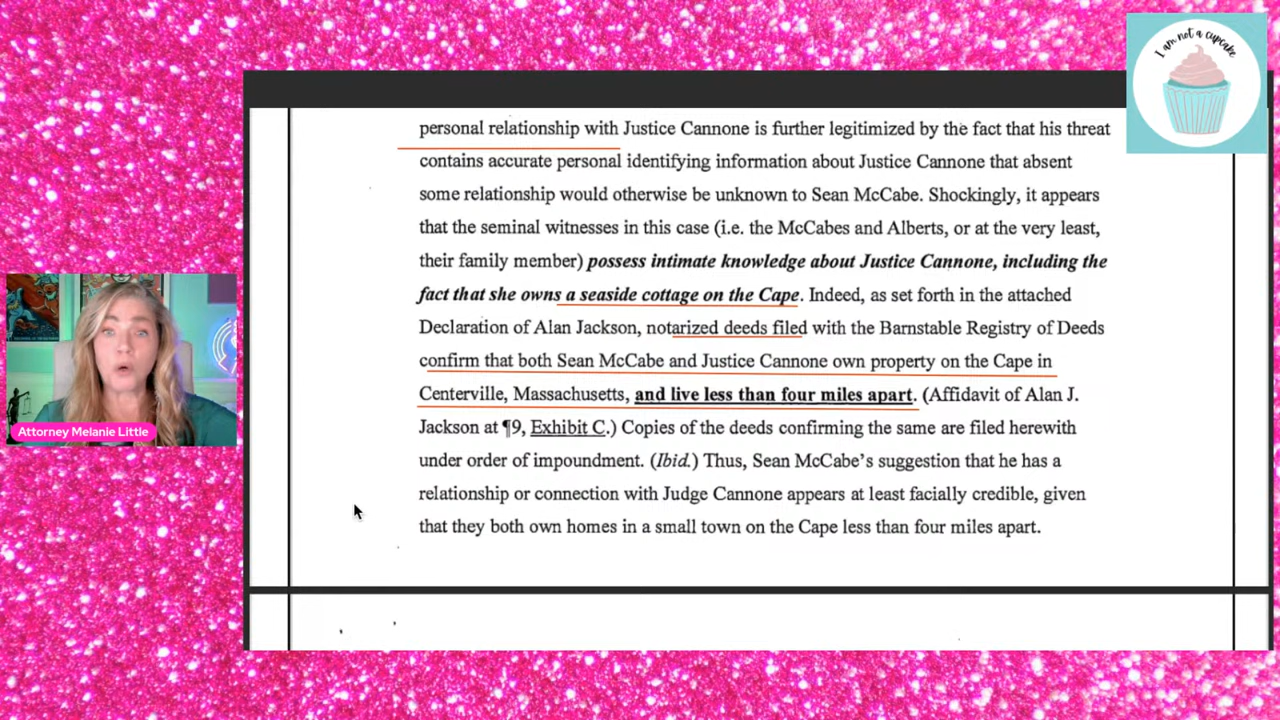 I am not a cupcake
personal relationship with Justice Cannone is further legitimized by the fact that his threat
contains accurate personal identifying information about Justice Cannone that absent
some relationship would otherwise be unknown to Sean McCabe. Shockingly, it appears
that the seminal witnesses in this case (i.e. the McCabes and Alberts, or at the very least,
their family member) possess intimate knowledge about Justice Cannone, including the
fact that she owns a seaside cottage on the Cape. Indeed, as set forth in the attached
Declaration of Alan Jackson, notarized deeds filed with the Barnstable Registry of Deeds
confirm that both Sean McCabe and Justice Cannone own property on the Cape in
Centerville, Massachusetts, and live less than four miles apart. (Affidavit of Alan J.
Jackson at ¶9, Exhibit C.) Copies of the deeds confirming the same are filed herewith
under order of impoundment. (Ibid.) Thus, Sean McCabe’s suggestion that he has a
relationship or connection with Judge Cannone appears at least facially credible, given
that they both own homes in a small town on the Cape less than four miles apart.
Attorney Melanie Little